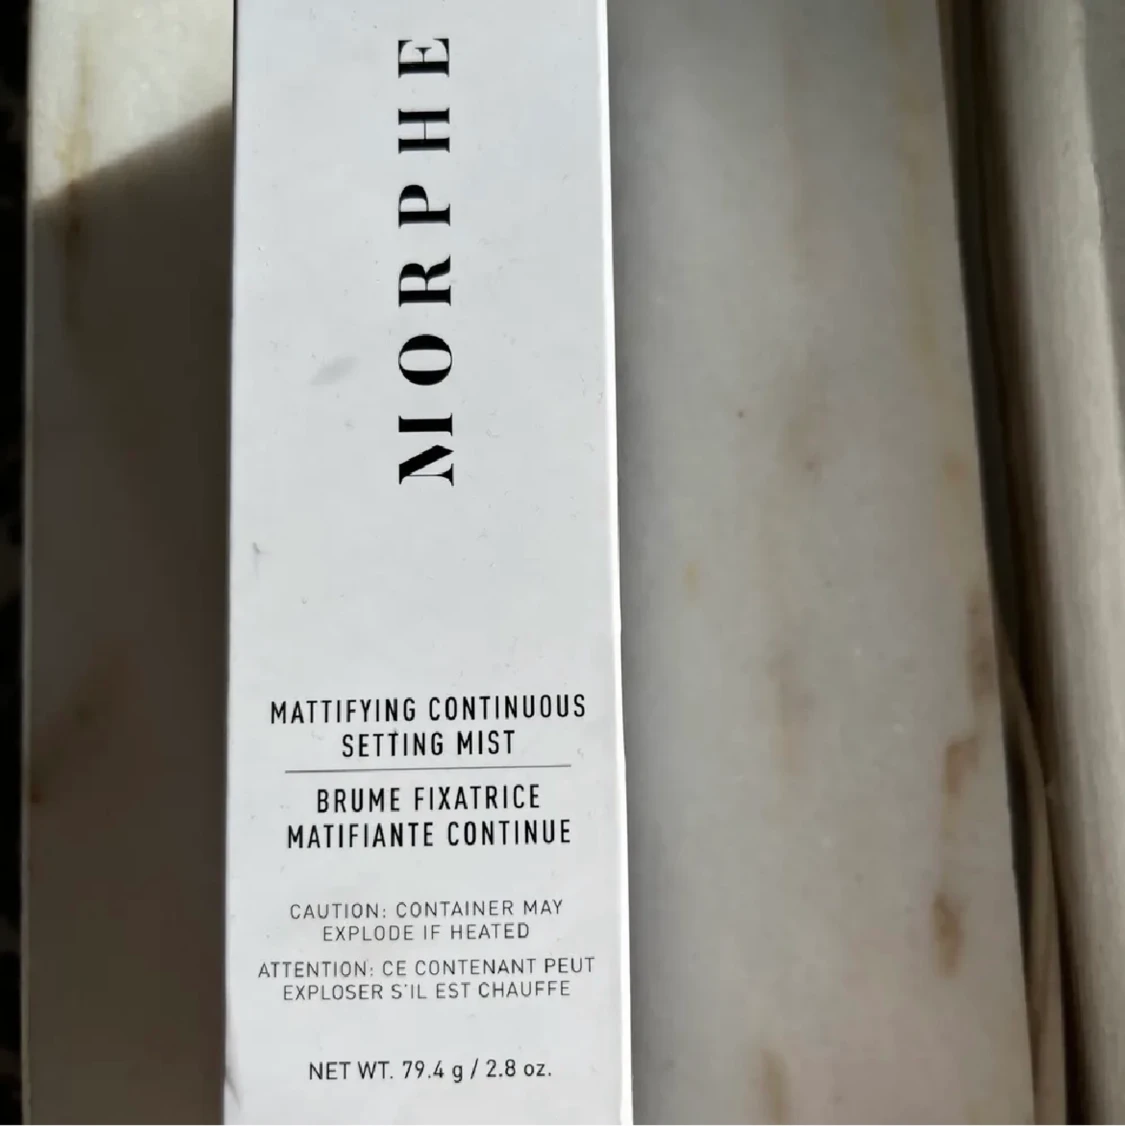 MORPHE
MATTIFYING CONTINUOUS
SETTING MIST
BRUME FIXATRICE
MATIFIANTE CONTINUE
CAUTION: CONTAINER MAY
EXPLODE IF HEATED
ATTENTION: CE CONTENANT PEUT
EXPLOSER S'IL EST CHAUFFE
NET WT. 79.4 g / 2.8 oz.